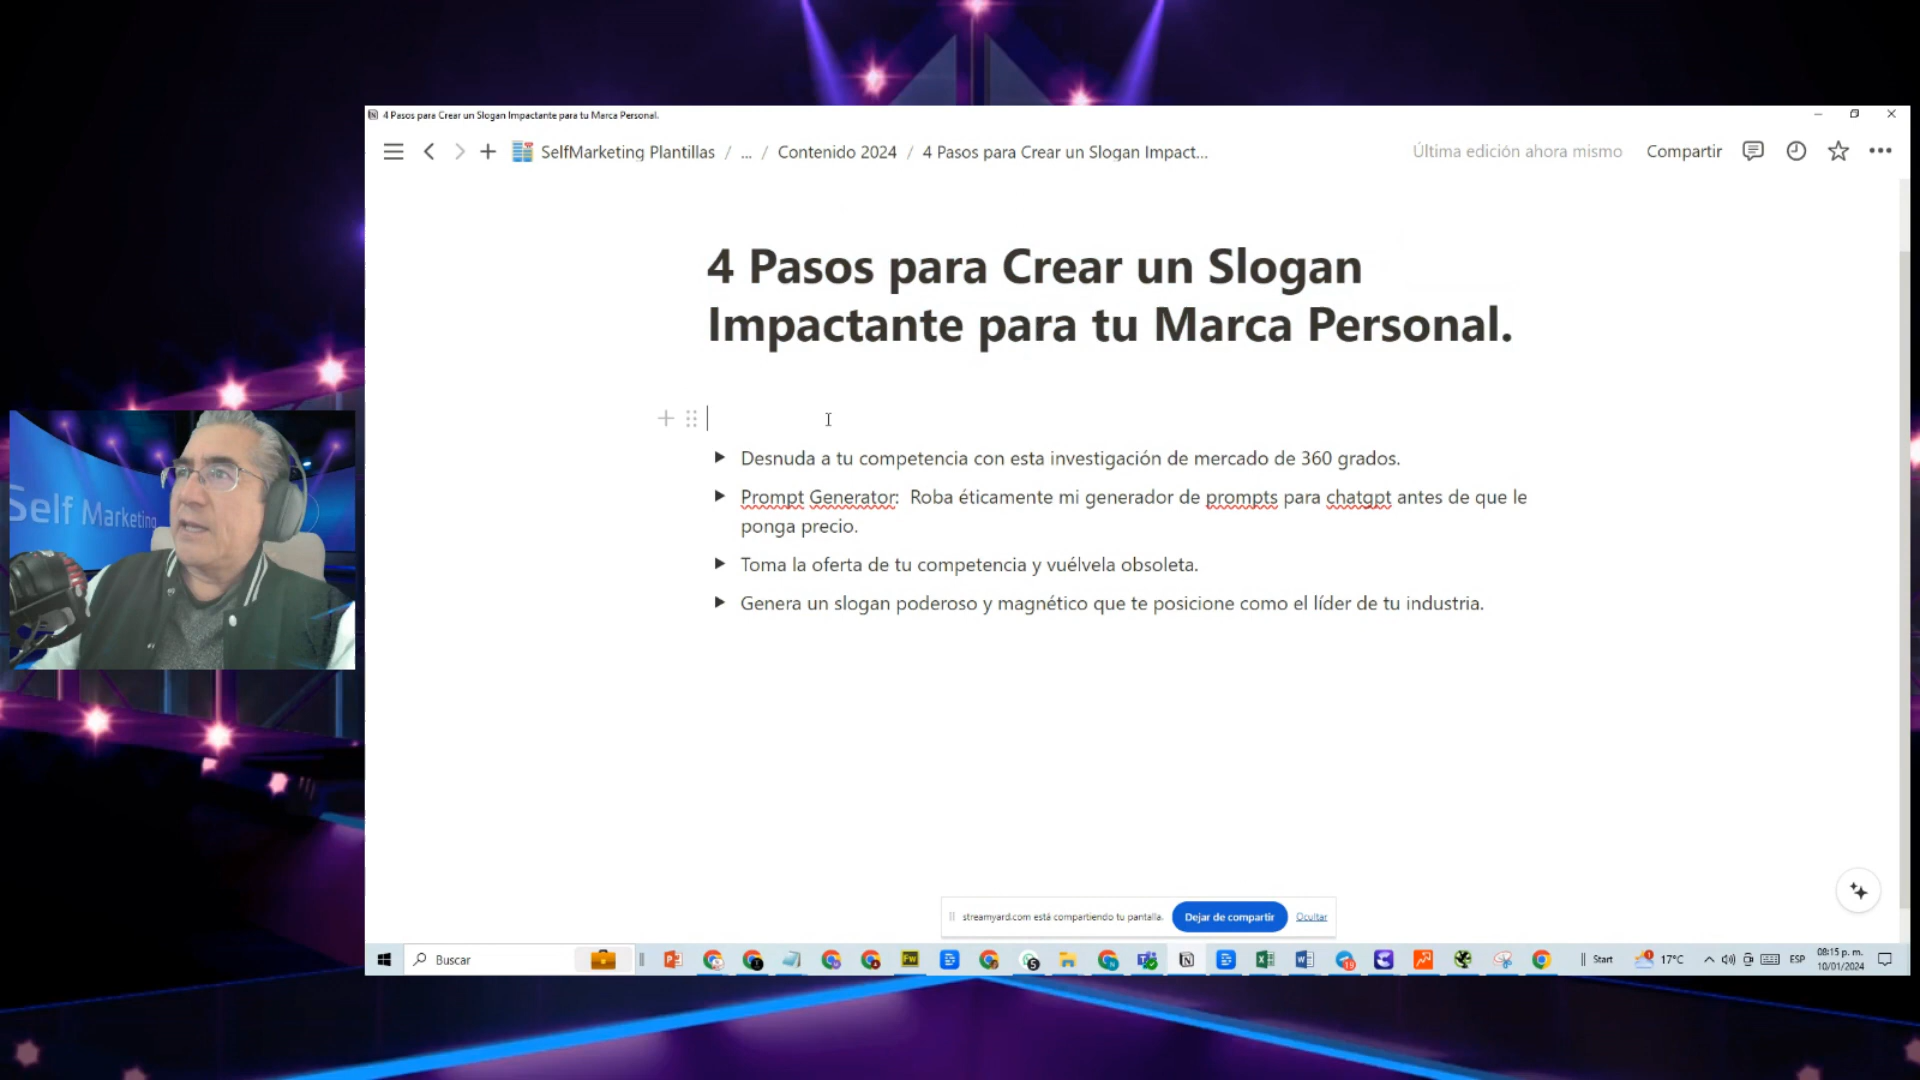 4 Pasos para Crear un Slogan Impactante para tu Marca Personal.
SelfMarketing Plantillas / ... / Contenido 2024 / 4 Pasos para Crear un Slogan Impact...
Última edición ahora mismo
Compartir
4 Pasos para Crear un Slogan
Impactante para tu Marca Personal.
Desnuda a tu competencia con esta investigación de mercado de 360 grados.
Prompt Generator: Roba éticamente mi generador de prompts para chatgpt antes de que le
ponga precio.
Toma la oferta de tu competencia y vuélvela obsoleta.
Genera un slogan poderoso y magnético que te posicione como el líder de tu industria.
Self Marketing
streamyard.com está compartiendo tu pantalla.
Dejar de compartir
Ocultar
Buscar
Fw
Start
17°C
ESP
08:15 p. m.
10/01/2024